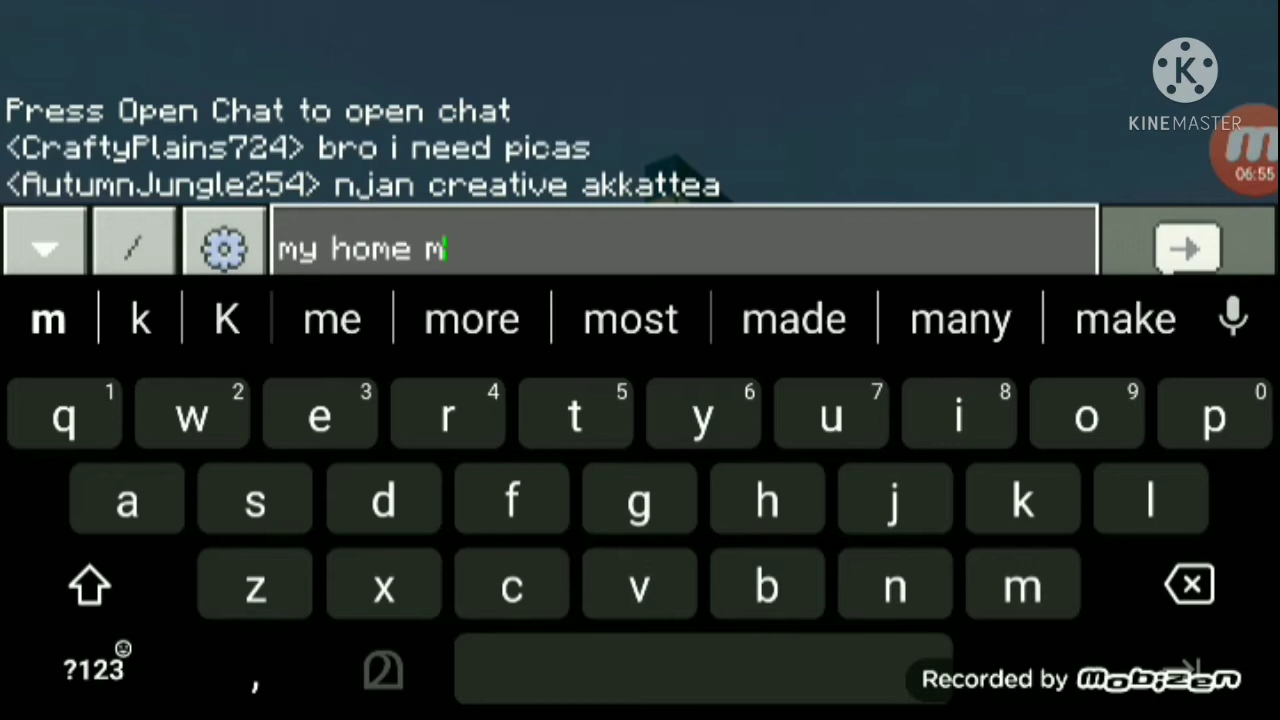 Press Open Chat to open chat
<CraftyPlains724> bro i need picas
<AutumnJungle254> njan creative akkattea
/
my home m
K
KINEMASTER
06:55
m k K me more most made many make
q 1 w 2 e 3 r 4 t 5 y 6 u 7 i 8 o 9 p 0
a s d f g h j k l
z x c v b n m
?123 , മ
Recorded by mobizen